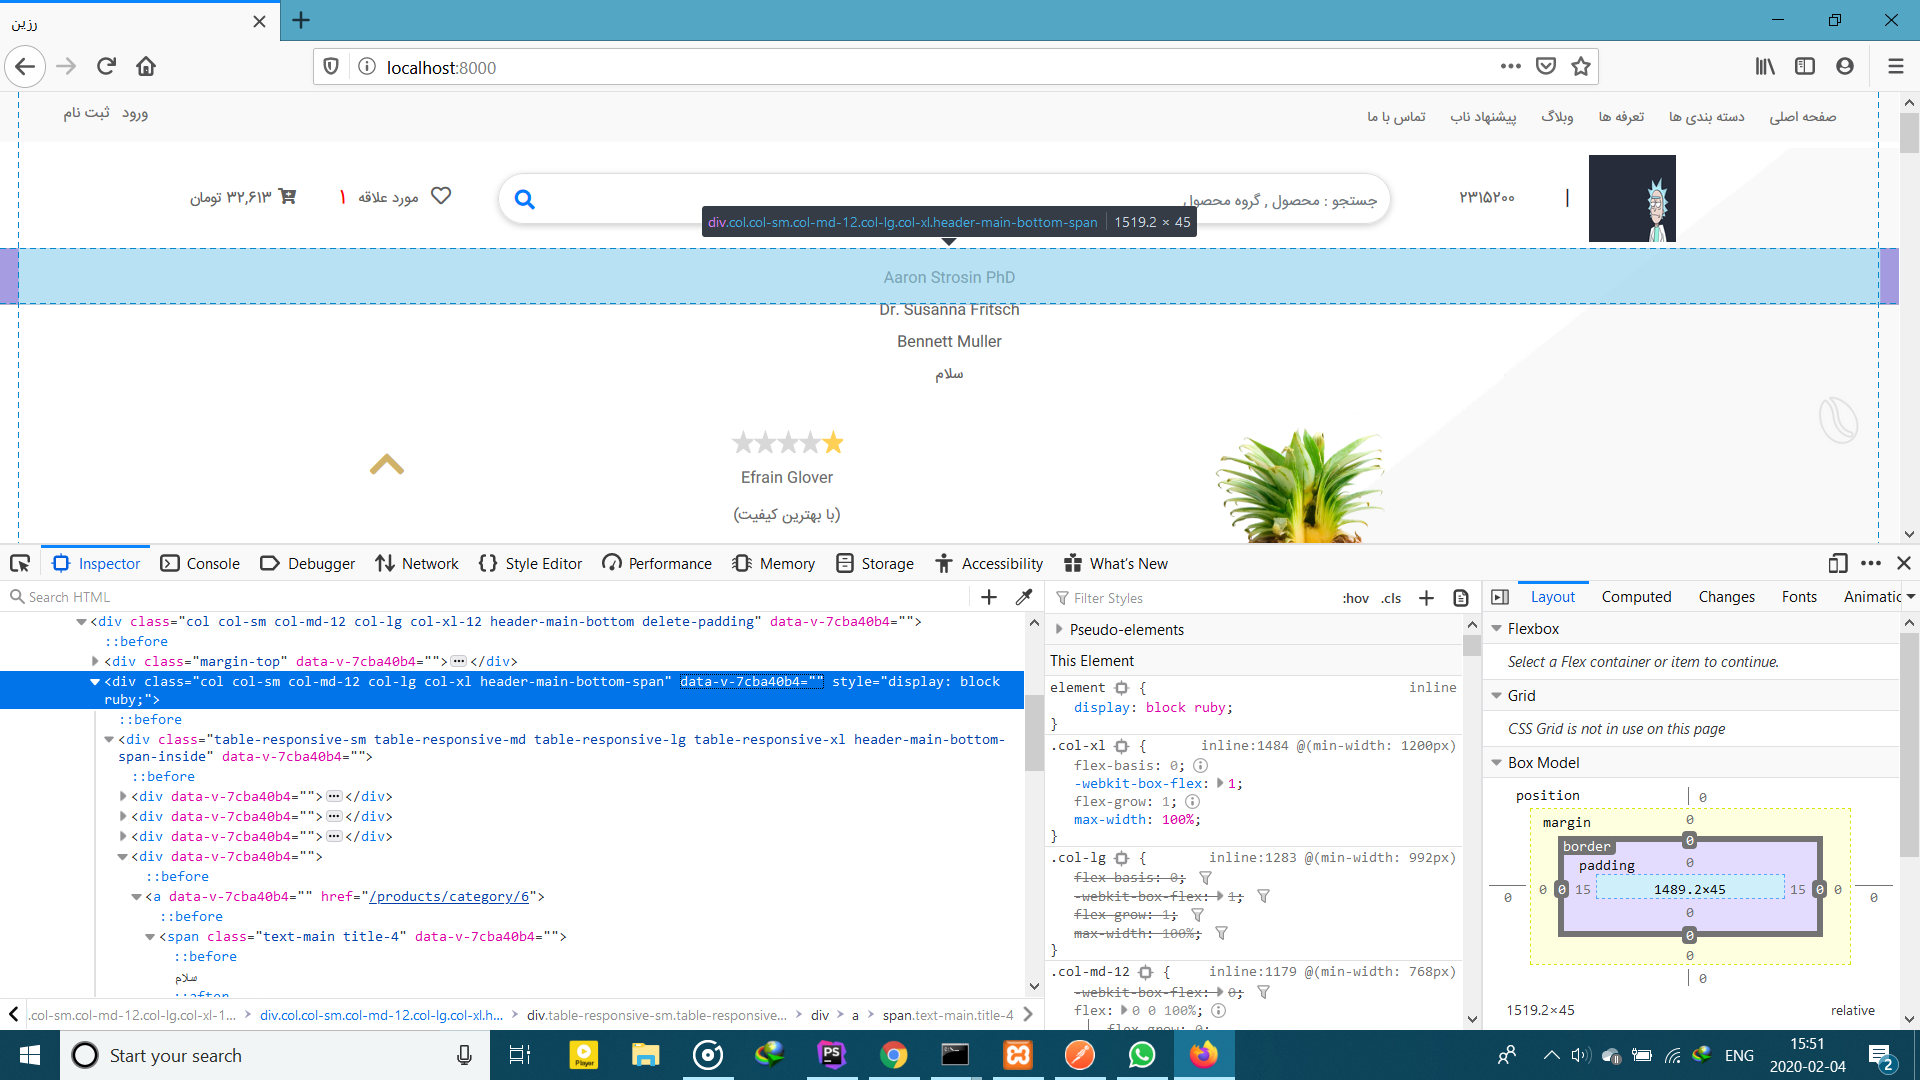 رزین
localhost:8000
صفحه اصلی
دسته بندی ها
تعرفه ها
وبلاگ
پیشنهاد ناب
تماس با ما
ورود
ثبت نام
۲۳۱۵۲۰۰
|
جستجو : محصول , گروه محصول
مورد علاقه ۱
۳۲,۶۱۳ تومان
div.col.col-sm.col-md-12.col-lg.col-xl.header-main-bottom-span 1519.2 × 45
Aaron Strosin PhD
Dr. Susanna Fritsch
Bennett Muller
سلام
Efrain Glover
(با بهترین کیفیت)
Inspector Console Debugger Network Style Editor Performance Memory Storage Accessibility What's New
Search HTML
<div class="col col-sm col-md-12 col-lg col-xl-12 header-main-bottom delete-padding" data-v-7cba40b4="">
::before
<div class="margin-top" data-v-7cba40b4="">…</div>
<div class="col col-sm col-md-12 col-lg col-xl header-main-bottom-span" data-v-7cba40b4="" style="display: block
ruby;">
::before
<div class="table-responsive-sm table-responsive-md table-responsive-lg table-responsive-xl header-main-bottom-
span-inside" data-v-7cba40b4="">
::before
<div data-v-7cba40b4="">…</div>
<div data-v-7cba40b4="">…</div>
<div data-v-7cba40b4="">…</div>
<div data-v-7cba40b4="">
::before
<a data-v-7cba40b4="" href="/products/category/6">
::before
<span class="text-main title-4" data-v-7cba40b4="">
::before
سلام
::after
.col-sm.col-md-12.col-lg.col-xl-1… div.col.col-sm.col-md-12.col-lg.col-xl.h… div.table-responsive-sm.table-responsive… div a span.text-main.title-4
Filter Styles :hov .cls
Pseudo-elements
This Element
element { inline
display: block ruby;
}
.col-xl { inline:1484 @(min-width: 1200px)
flex-basis: 0;
-webkit-box-flex: 1;
flex-grow: 1;
max-width: 100%;
}
.col-lg { inline:1283 @(min-width: 992px)
flex-basis: 0;
-webkit-box-flex: 1;
flex-grow: 1;
max-width: 100%;
}
.col-md-12 { inline:1179 @(min-width: 768px)
-webkit-box-flex: 0;
flex: 0 0 100%;
flex-grow: 0;
Layout Computed Changes Fonts Animatic
Flexbox
Select a Flex container or item to continue.
Grid
CSS Grid is not in use on this page
Box Model
position 0
margin 0
border 0
padding 0
0 0 0 15 1489.2×45 15 0 0 0
0
0
0
0
1519.2×45 relative
Start your search
Player
PS
ENG
15:51
2020-02-04
2